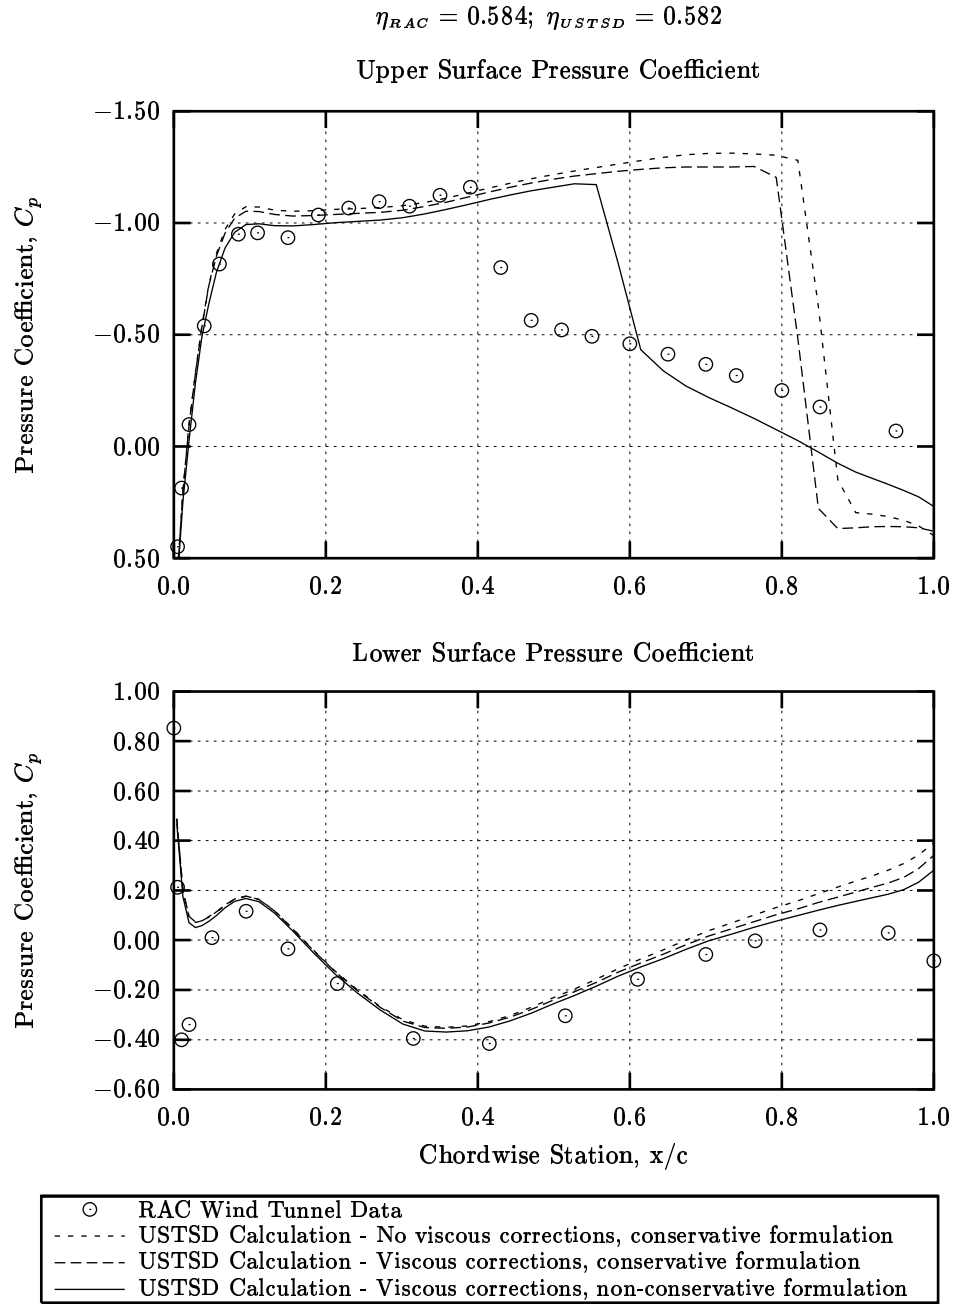 η_RAC = 0.584; η_USTSD = 0.582
Upper Surface Pressure Coefficient
Pressure Coefficient, C_p
−1.50
−1.00
−0.50
0.00
0.50
0.0 0.2 0.4 0.6 0.8 1.0
Lower Surface Pressure Coefficient
Pressure Coefficient, C_p
1.00
0.80
0.60
0.40
0.20
0.00
−0.20
−0.40
−0.60
0.0 0.2 0.4 0.6 0.8 1.0
Chordwise Station, x/c
RAC Wind Tunnel Data
USTSD Calculation - No viscous corrections, conservative formulation
USTSD Calculation - Viscous corrections, conservative formulation
USTSD Calculation - Viscous corrections, non-conservative formulation